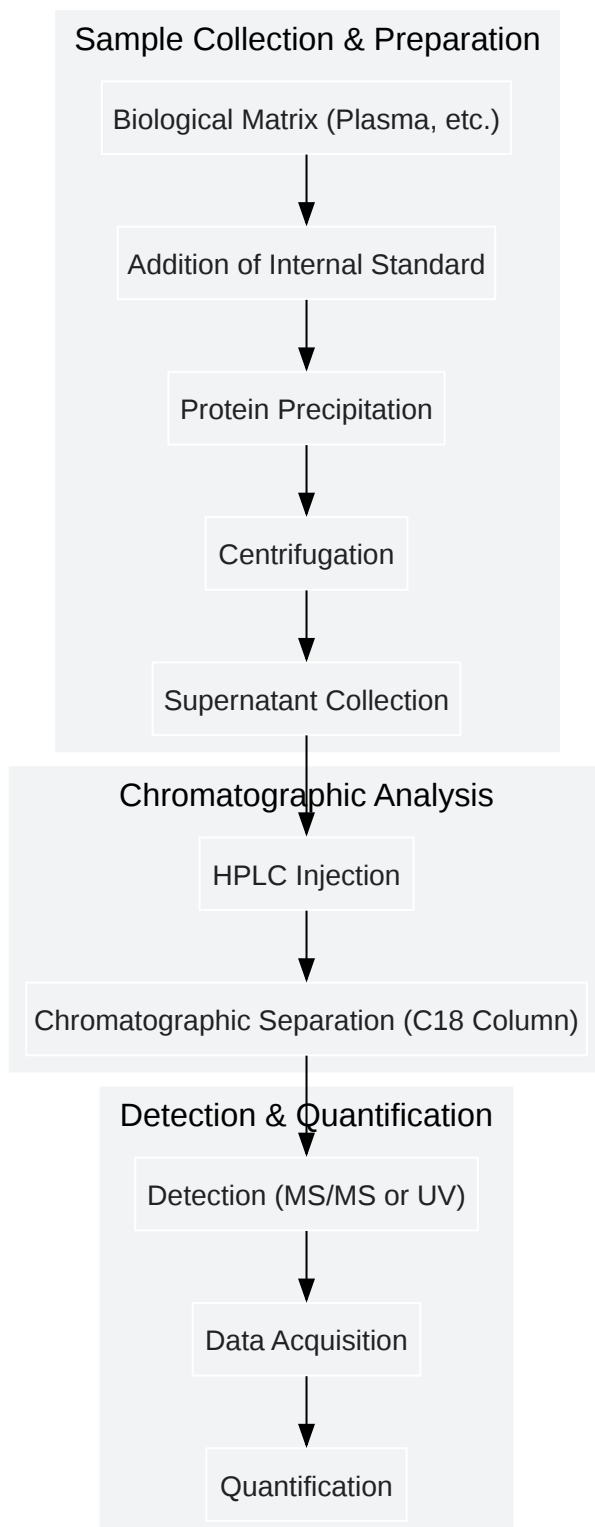 Sample Collection & Preparation
Biological Matrix (Plasma, etc.)
Addition of Internal Standard
Protein Precipitation
Centrifugation
Supernatant Collection
Chromatographic Analysis
HPLC Injection
Chromatographic Separation (C18 Column)
Detection & Quantification
Detection (MS/MS or UV)
Data Acquisition
Quantification